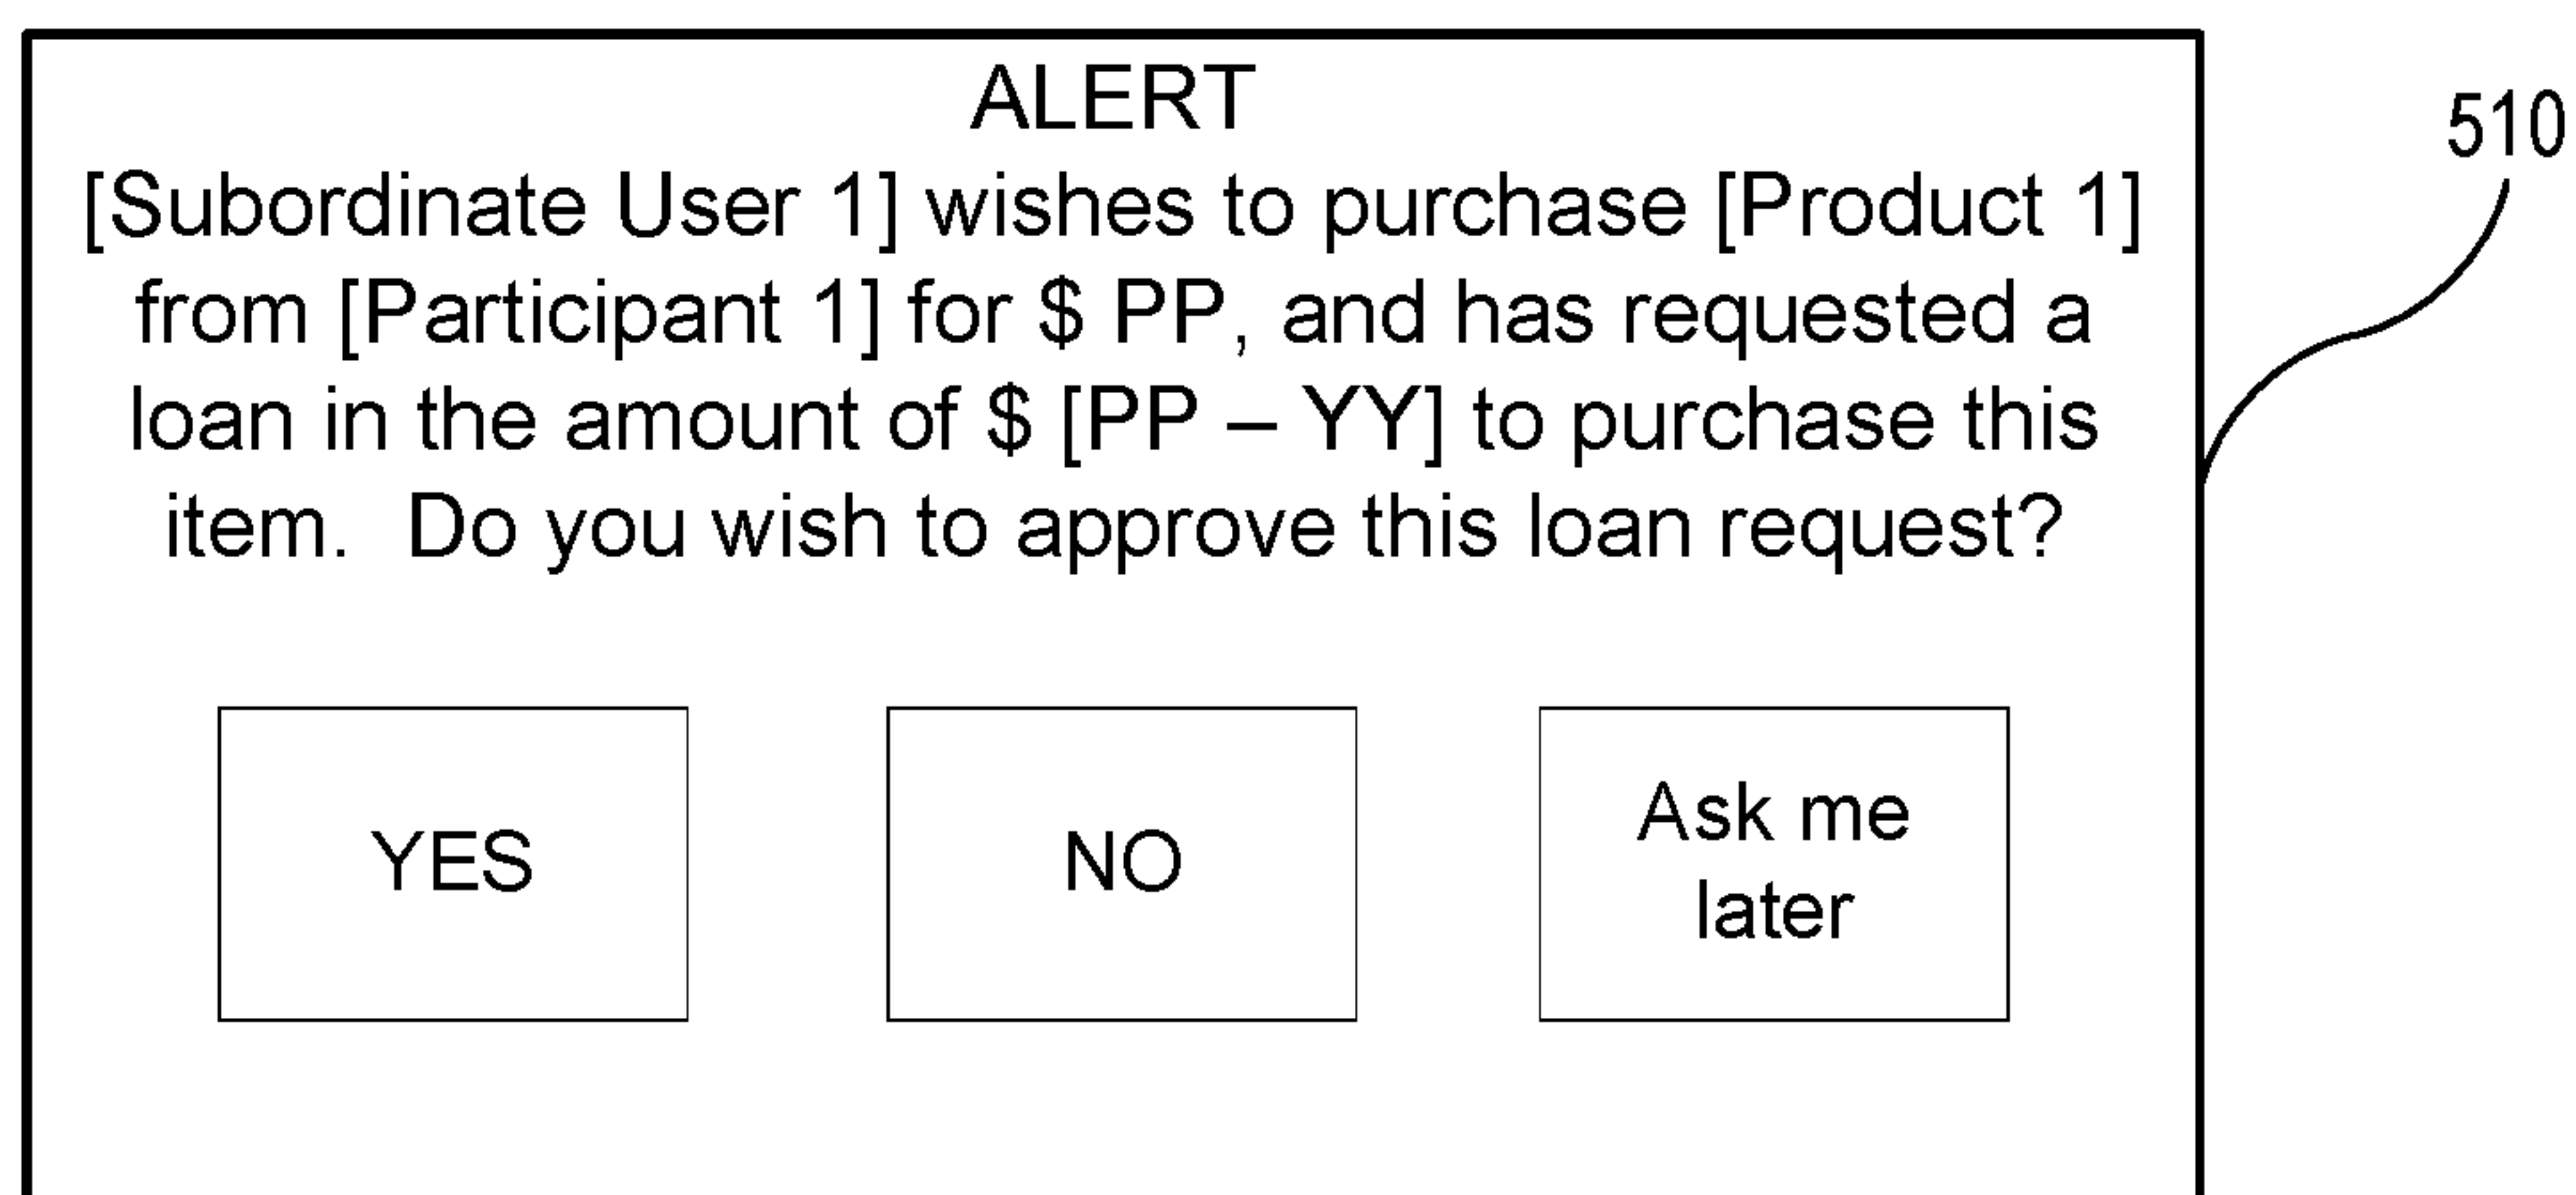 ALERT
510
[Subordinate User 1] wishes to purchase [Product 1]
from [Participant 1] for $ PP, and has requested a
loan in the amount of $ [PP – YY] to purchase this
item.  Do you wish to approve this loan request?
YES
NO
Ask me
later